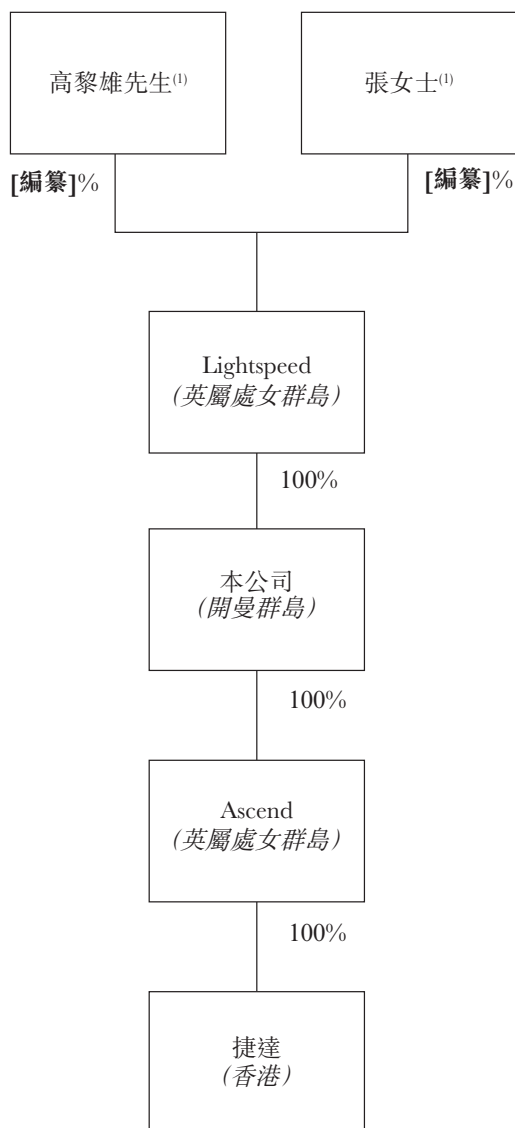 高黎雄先生(1)
張女士(1)
[編纂]%
[編纂]%
Lightspeed
(英屬處女群島)
100%
本公司
(開曼群島)
100%
Ascend
(英屬處女群島)
100%
捷達
(香港)